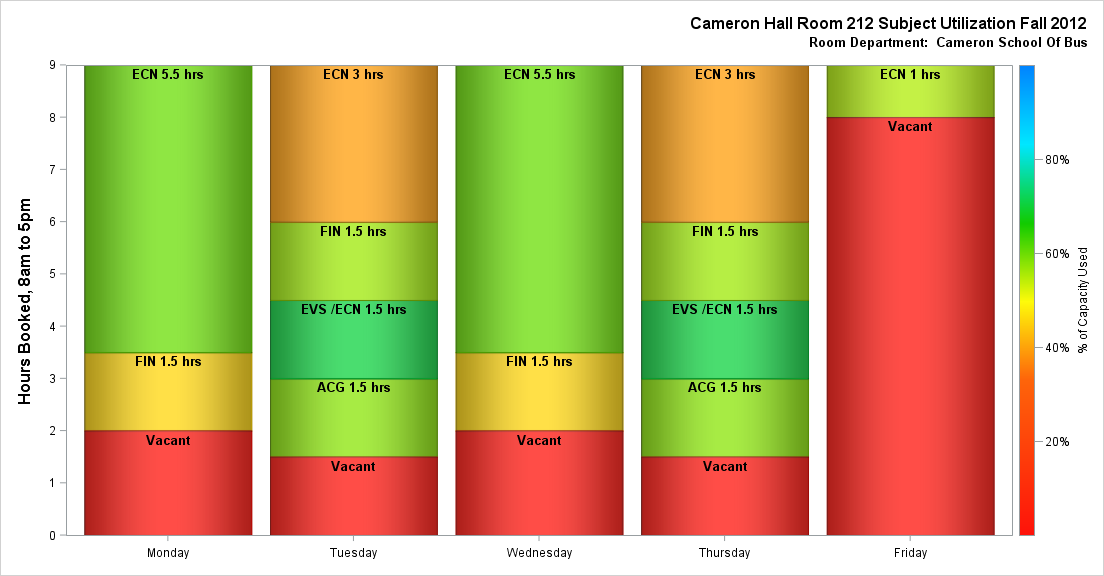 Cameron Hall Room 212 Subject Utilization Fall 2012
Room Department:  Cameron School Of Bus
Hours Booked, 8am to 5pm
9
8
7
6
5
4
3
2
1
0
ECN 5.5 hrs
FIN 1.5 hrs
Vacant
ECN 3 hrs
FIN 1.5 hrs
EVS /ECN 1.5 hrs
ACG 1.5 hrs
Vacant
ECN 5.5 hrs
FIN 1.5 hrs
Vacant
ECN 3 hrs
FIN 1.5 hrs
EVS /ECN 1.5 hrs
ACG 1.5 hrs
Vacant
ECN 1 hrs
Vacant
Monday
Tuesday
Wednesday
Thursday
Friday
80%
60%
40%
20%
% of Capacity Used